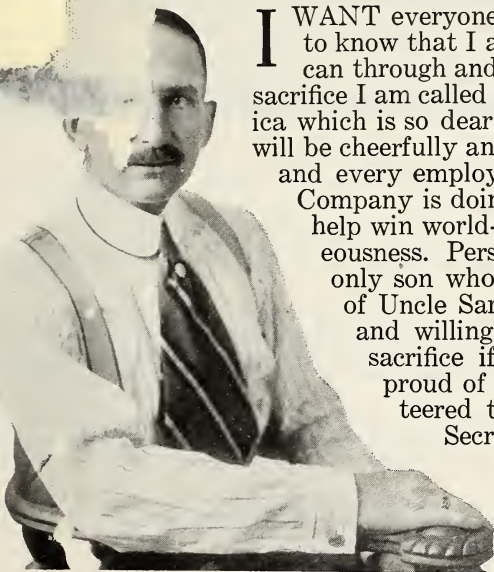 I WANT everyone
to know that I a
can through and
sacrifice I am called
ica which is so dear
will be cheerfully an
and every employ
Company is doin
help win world-
eousness. Pers
only son who
of Uncle Sam
and willing
sacrifice if
proud of
teered t
Secr